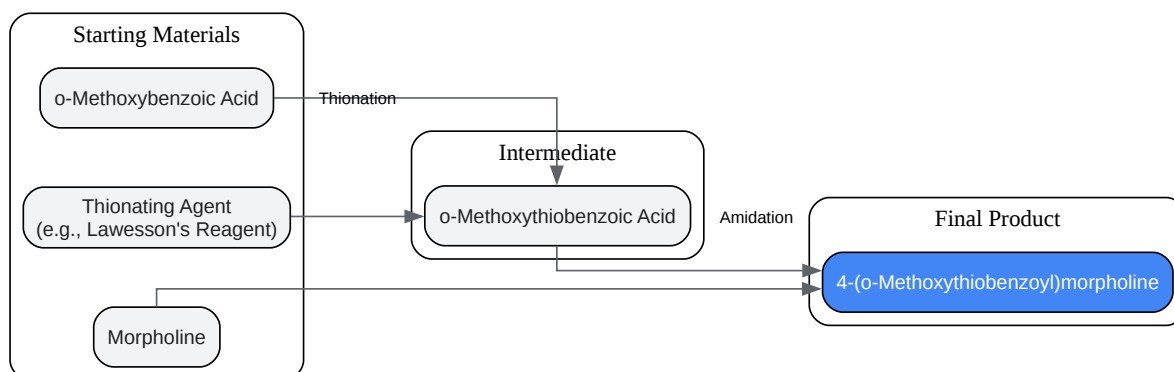 Starting Materials
o-Methoxybenzoic Acid
Thionation
Thionating Agent
(e.g., Lawesson's Reagent)
Morpholine
Intermediate
o-Methoxythiobenzoic Acid
Amidation
Final Product
4-(o-Methoxythiobenzoyl)morpholine